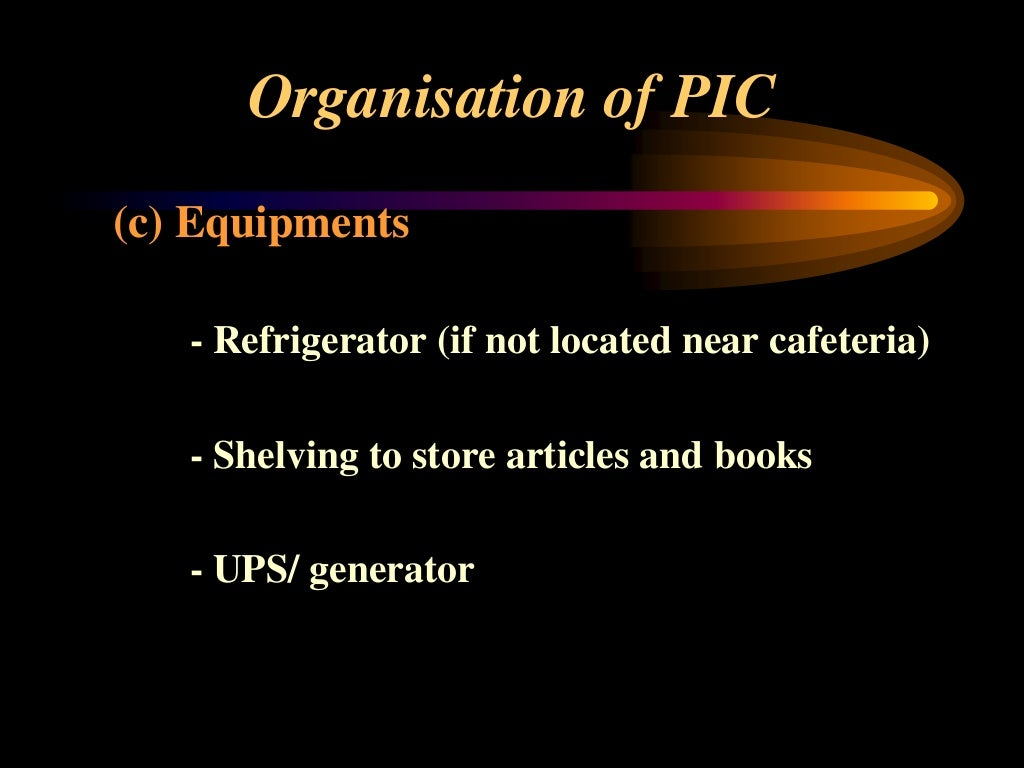 Organisation of PIC
(c) Equipments
- Refrigerator (if not located near cafeteria)
- Shelving to store articles and books
- UPS/ generator